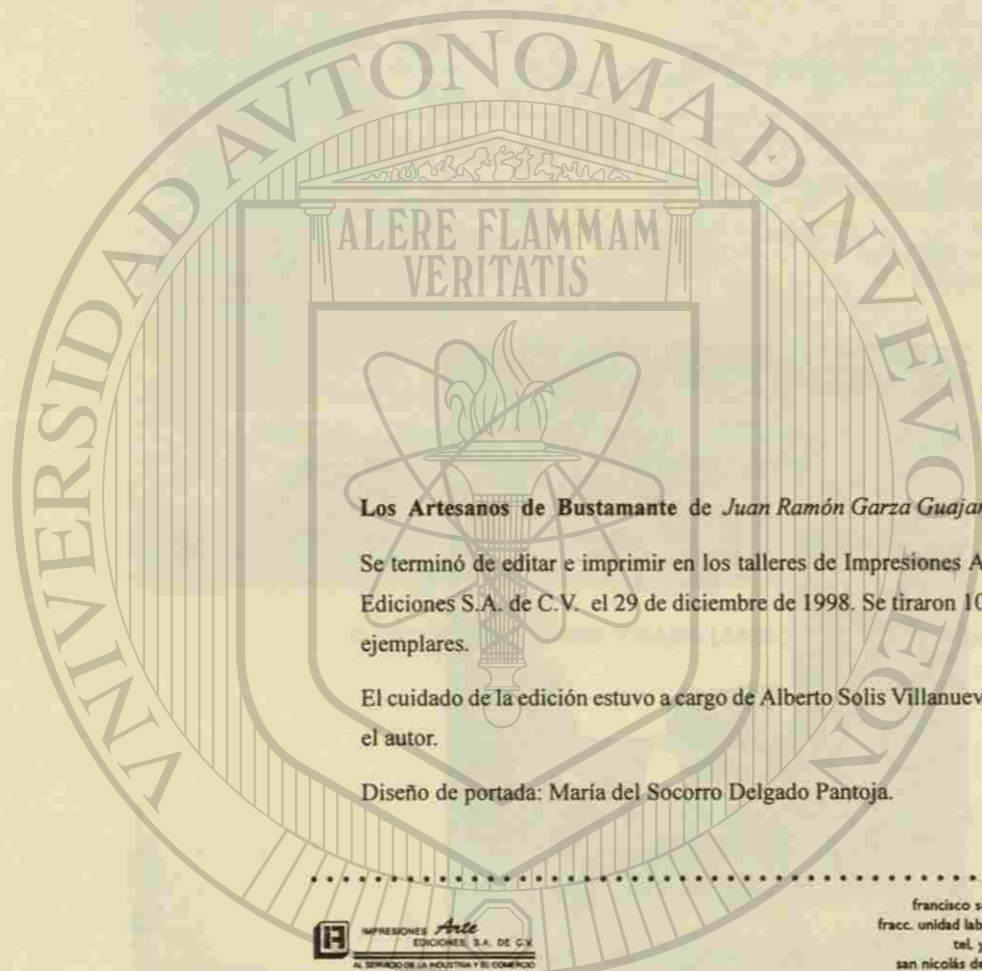 UNIVERSIDAD AVTONOMA D NVEVO LEON
ALERE FLAMMAM
VERITATIS
Los Artesanos de Bustamante de Juan Ramón Garza Guajar
Se terminó de editar e imprimir en los talleres de Impresiones A
Ediciones S.A. de C.V. el 29 de diciembre de 1998. Se tiraron 10
ejemplares.
El cuidado de la edición estuvo a cargo de Alberto Solis Villanuev
el autor.
Diseño de portada: María del Socorro Delgado Pantoja.
IMPRESIONES Arte
EDICIONES, S.A. DE C.V.
AL SERVICIO DE LA INDUSTRIA Y EL COMERCIO
francisco s
fracc. unidad lab
tel. y
san nicolás de